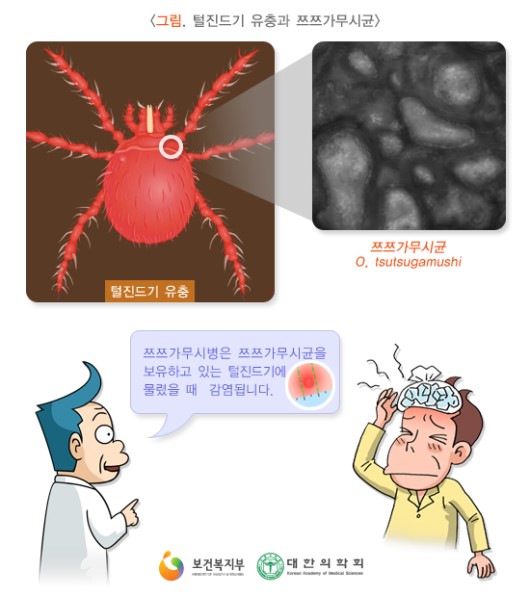 <그림. 털진드기 유충과 쯔쯔가무시균>
털진드기 유충
쯔쯔가무시균
O. tsutsugamushi
쯔쯔가무시병은 쯔쯔가무시균을
보유하고 있는 털진드기에
물렸을 때 감염됩니다.
보건복지부
MINISTRY OF HEALTH & WELFARE
대한의학회
Korean Academy of Medical Sciences